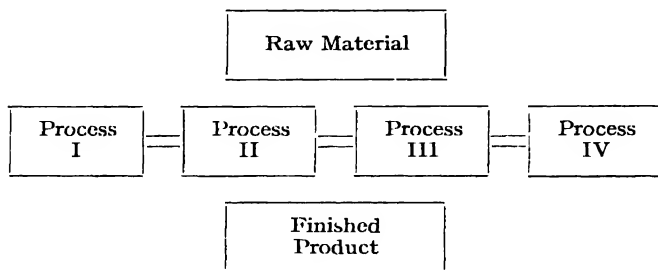 Raw Material
Process
I
Process
II
Process
III
Process
IV
Finished
Product